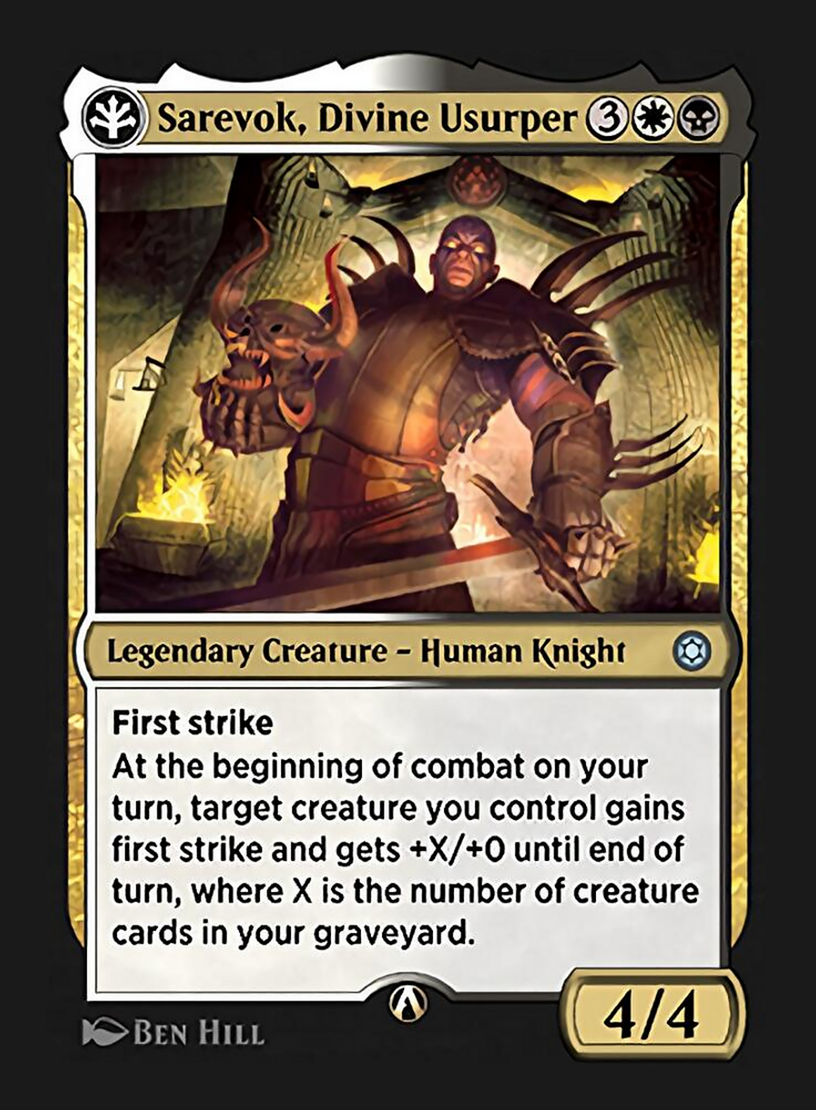 Sarevok, Divine Usurper 3
Legendary Creature – Human Knight
First strike
At the beginning of combat on your
turn, target creature you control gains
first strike and gets +X/+0 until end of
turn, where X is the number of creature
cards in your graveyard.
4/4
Ben Hill